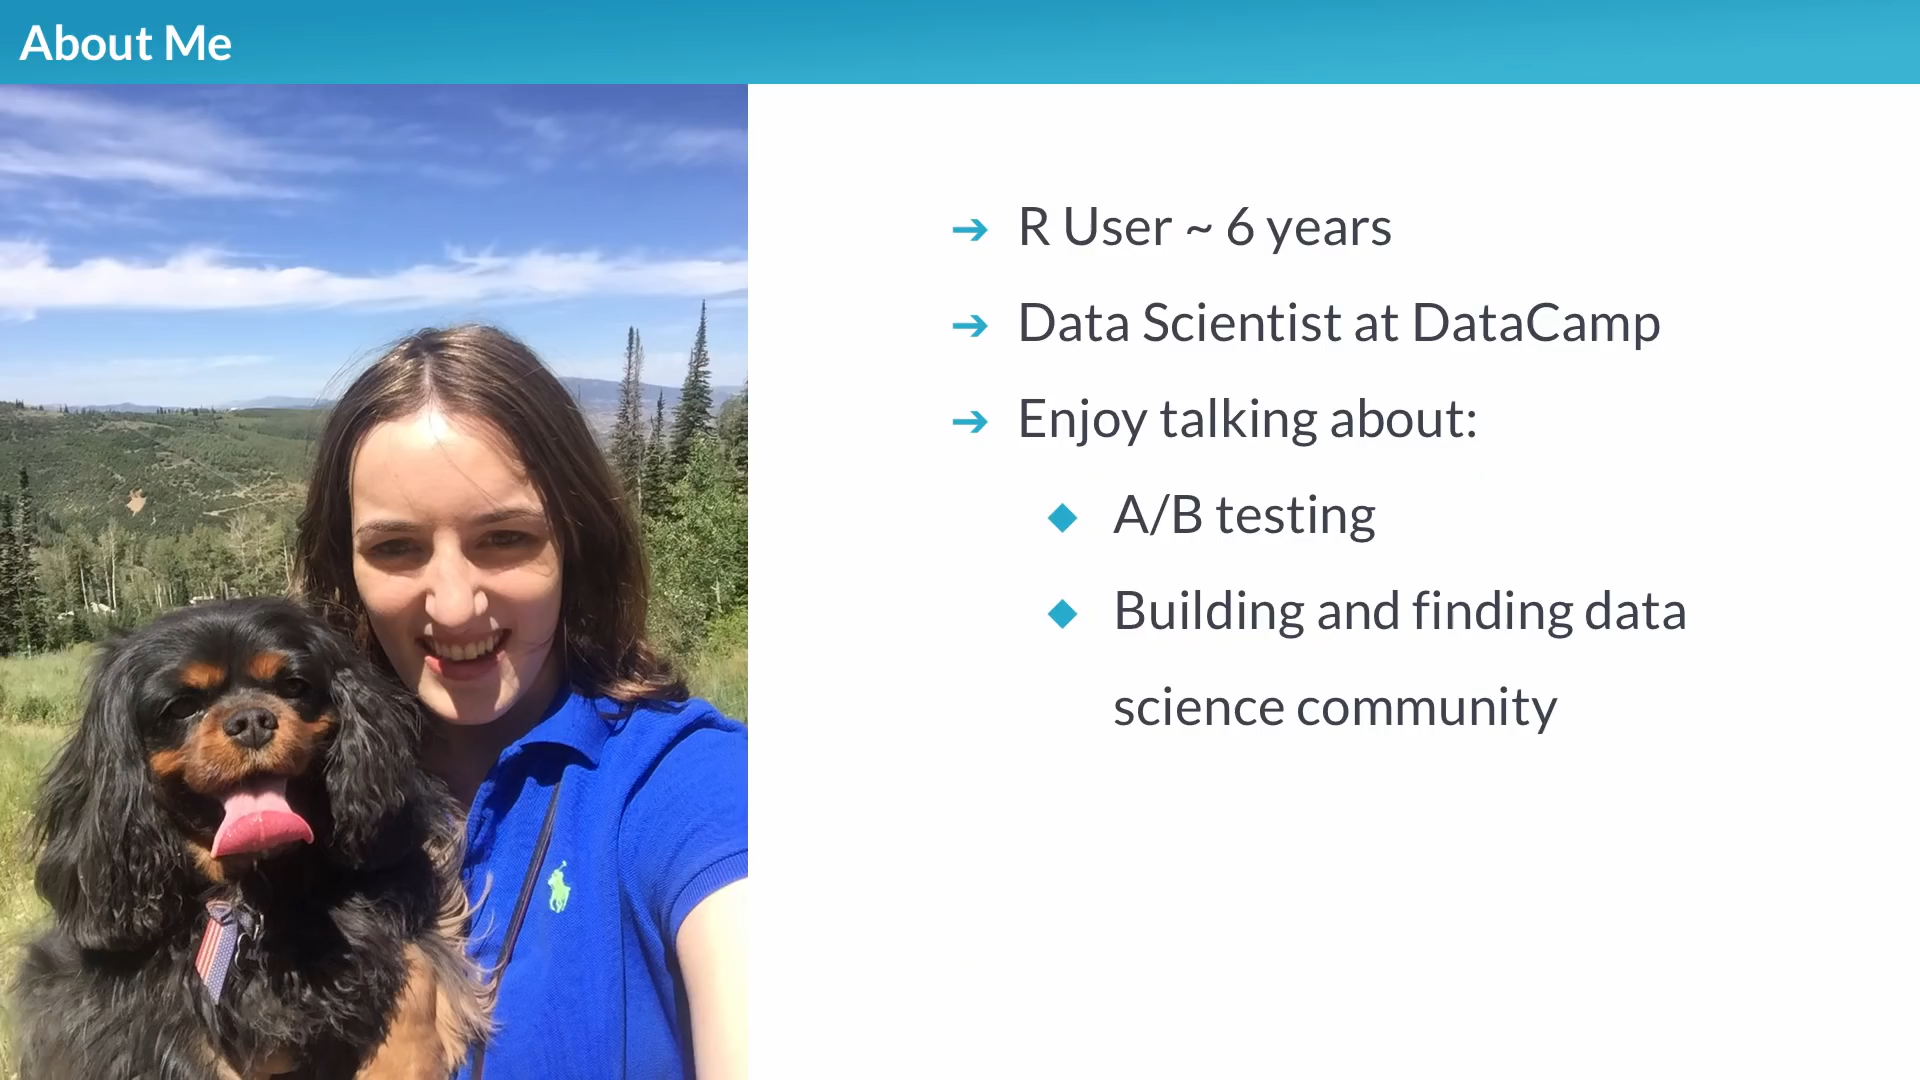 About Me
R User ~ 6 years
Data Scientist at DataCamp
Enjoy talking about:
A/B testing
Building and finding data
science community